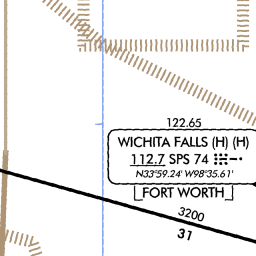 122.65
WICHITA FALLS (H) (H)
112.7 SPS 74
N33°59.24' W98°35.61'
FORT WORTH
3200
31